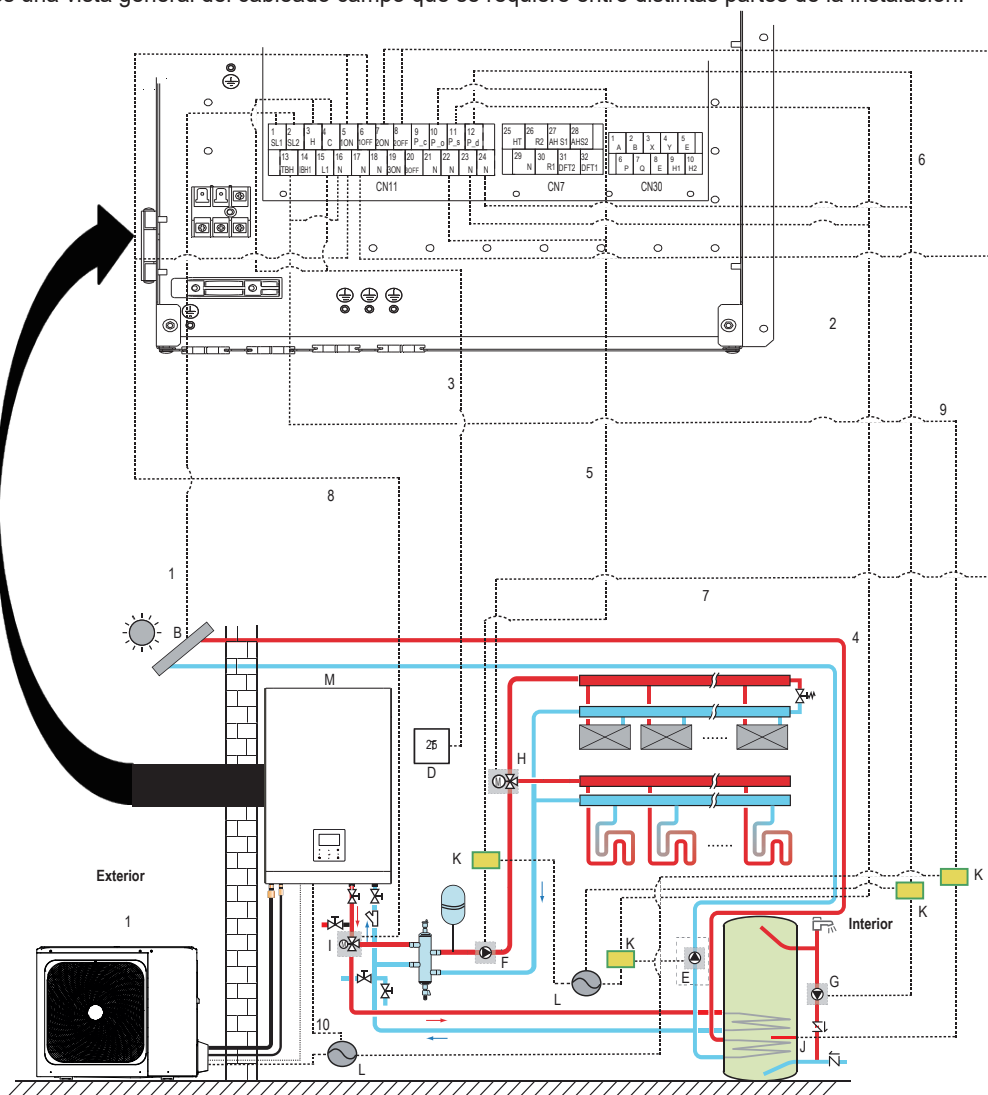 es una vista general del cableado campo que se requiere entre distintas partes de la instalación.
1 2 3 4 5 6 7 8 9 10 11 12
SL1 SL2 H C 1ON 1OFF 2ON 2OFF P_c P_o P_s P_d
13 14 15 16 17 18 19 20 21 22 23 24
TBH IBH1 L1 N N N 3ON 3OFF N N N N
CN11
25 26 27 28
HT R2 AH S1 AHS2
29 30 31 32
N R1 DFT2 DFT1
CN7
1 2 3 4 5
A B X Y E
6 7 8 9 10
P Q E H1 H2
CN30
6
2
3
9
5
8
1
7
B
4
M
25
D
H
M
K
K
K
Exterior
1
Interior
I
M
F
K
E
G
L
10
J
L